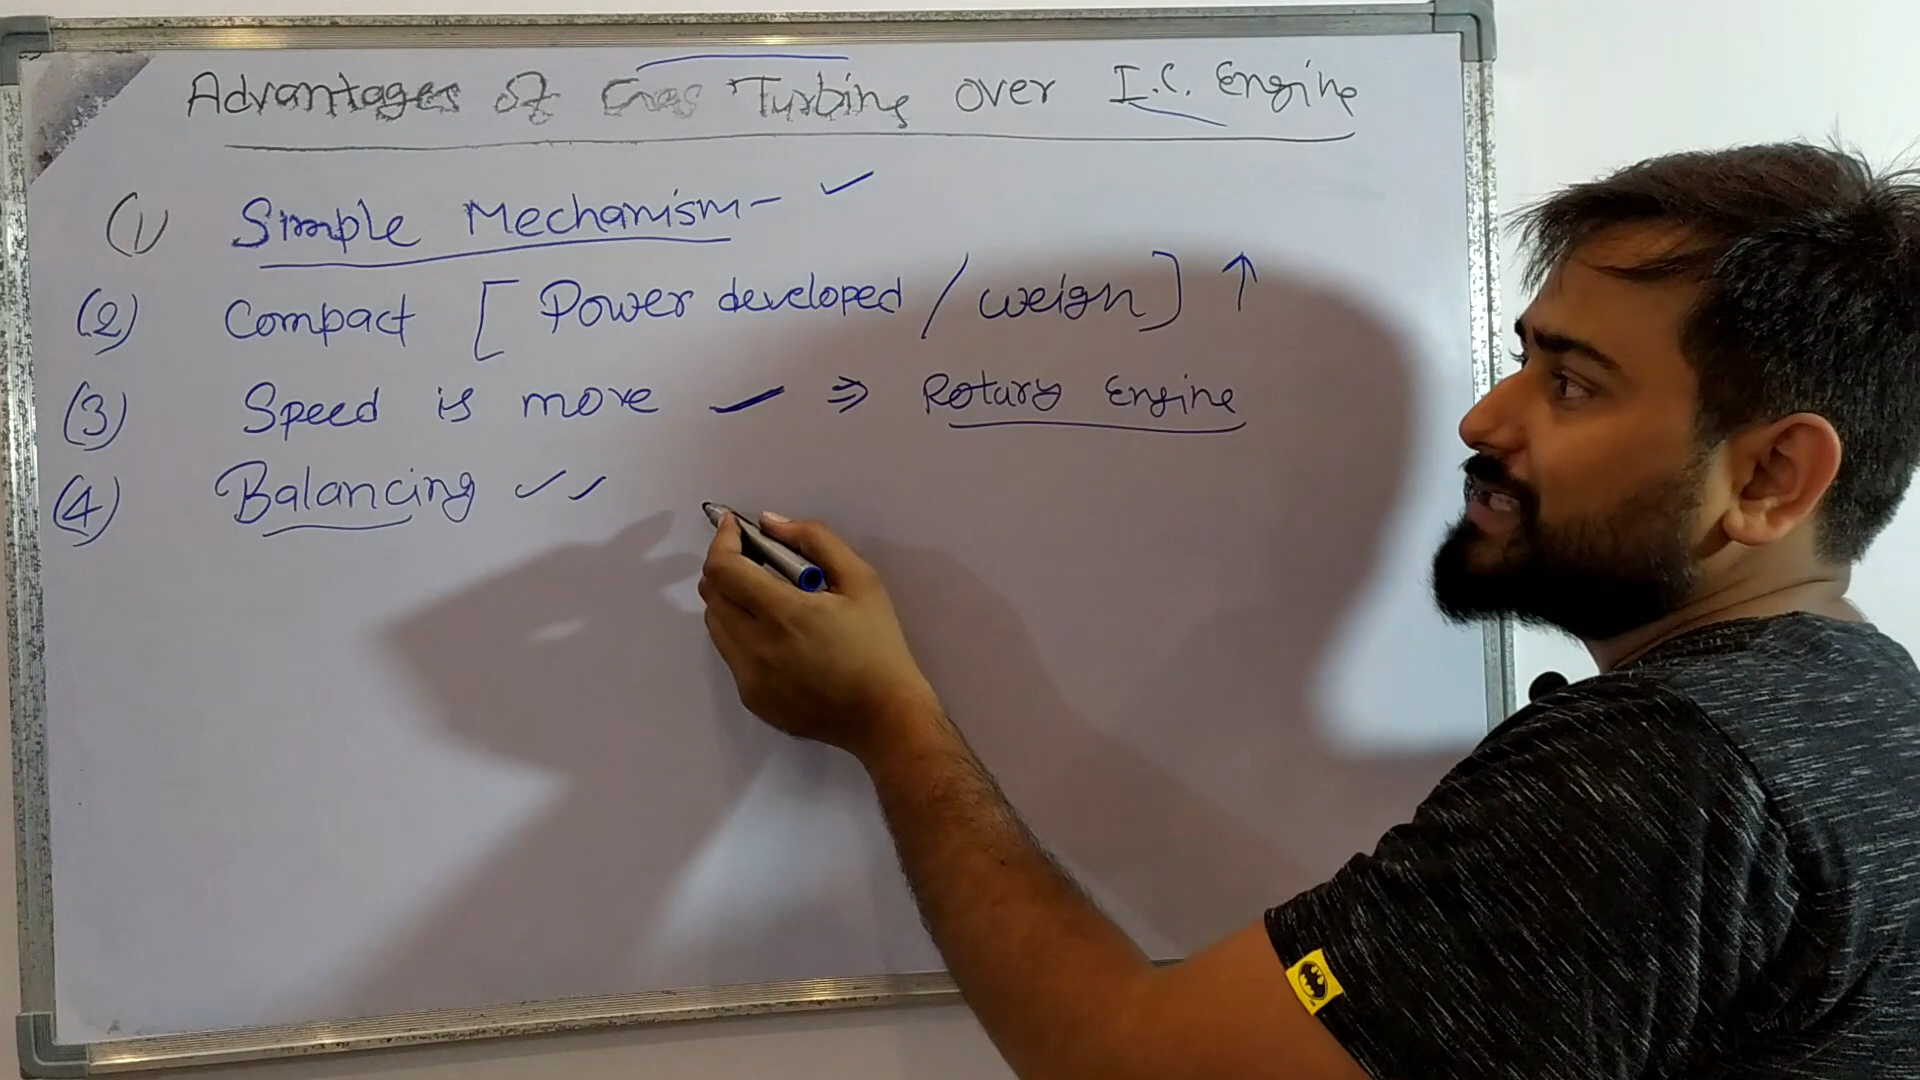 Advantages of Gas Turbine over I.C. Engine
(1) Simple Mechanism - ✓
(2) Compact [Power developed / weigh] ↑
(3) Speed is more ✓ ⇒ Rotary Engine
(4) Balancing ✓ ✓